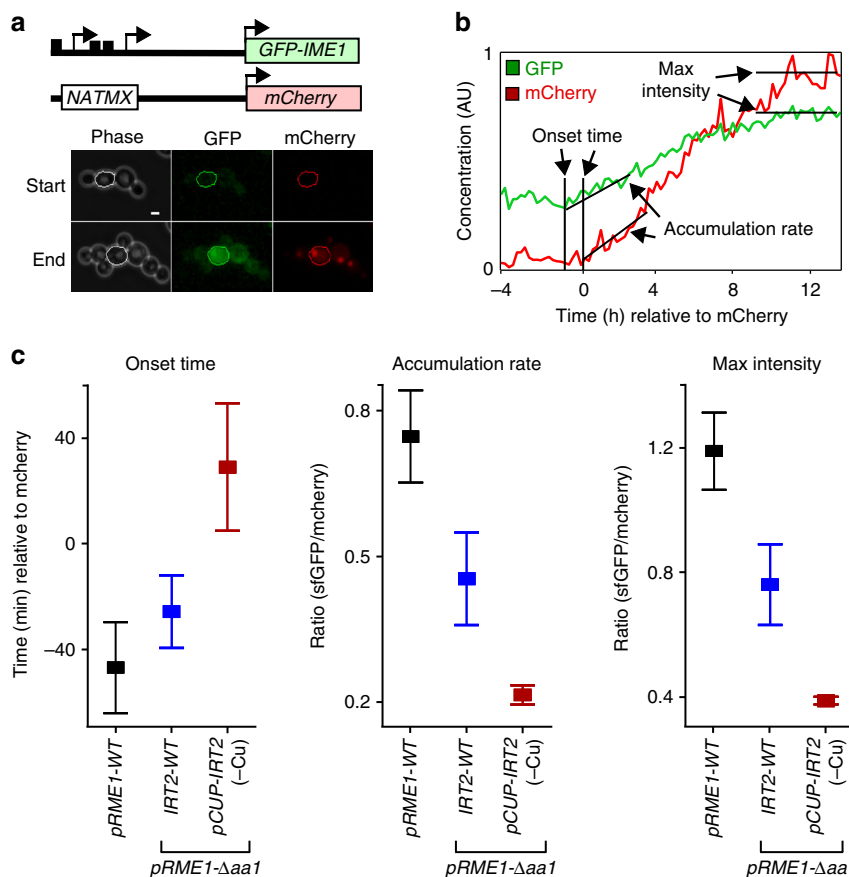 a
GFP-IME1
NATMX
mCherry
Phase GFP mCherry
Start
End
b
1
GFP
mCherry
Max
intensity
Onset time
Accumulation rate
Concentration (AU)
0
−4 0 4 8 12
Time (h) relative to mCherry
c
Onset time
Time (min) relative to mcherry
40
0
−40
pRME1-WT
IRT2-WT
pCUP-IRT2
(−Cu)
pRME1-Δaa1
Accumulation rate
Ratio (sfGFP/mcherry)
0.8
0.5
0.2
pRME1-WT
IRT2-WT
pCUP-IRT2
(−Cu)
pRME1-Δaa1
Max intensity
Ratio (sfGFP/mcherry)
1.2
0.8
0.4
pRME1-WT
IRT2-WT
pCUP-IRT2
(−Cu)
pRME1-Δaa